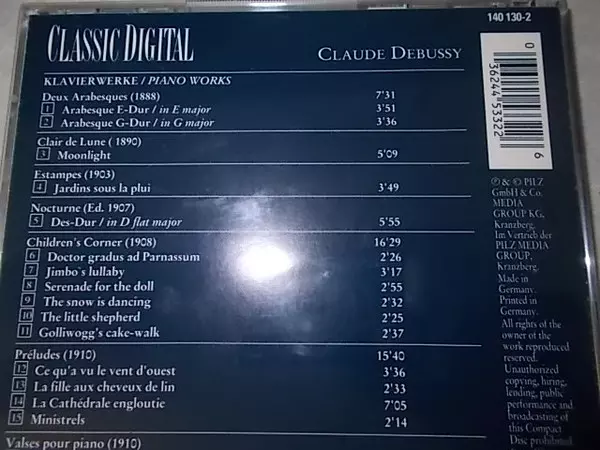 140 130-2
CLASSIC DIGITAL
CLAUDE DEBUSSY
KLAVIERWERKE / PIANO WORKS
Deux Arabesques (1888) 7'31
1 Arabesque E-Dur / in E major 3'51
2 Arabesque G-Dur / in G major 3'36
Clair de Lune ( 1890)
3 Moonlight 5'09
Estampes (1903)
4 Jardins sous la plui 3'49
Nocturne (Ed. 1907)
5 Des-Dur / in D flat major 5'55
Children's Corner (1908) 16'29
6 Doctor gradus ad Parnassum 2'26
7 Jimbo's lullaby 3'17
8 Serenade for the doll 2'55
9 The snow is dancing 2'32
10 The little shepherd 2'25
11 Golliwogg's cake-walk 2'37
Préludes (1910) 15'40
12 Ce qu'a vu le vent d'ouest 3'36
13 La fille aux cheveux de lin 2'33
14 La Cathédrale engloutie 7'05
15 Ministrels 2'14
Valses pour piano (1910)
0 36244 53322 6
℗ & © PILZ
GmbH & Co.
MEDIA
GROUP KG,
Kranzberg.
Im Vertrieb der
PILZ MEDIA
GROUP,
Kranzberg.
Made in
Germany.
Printed in
Germany.
All rights of the
owner of the
work reproduced
reserved.
Unauthorized
copying, hiring,
lending, public
performance and
broadcasting of
this Compact
Disc prohibited